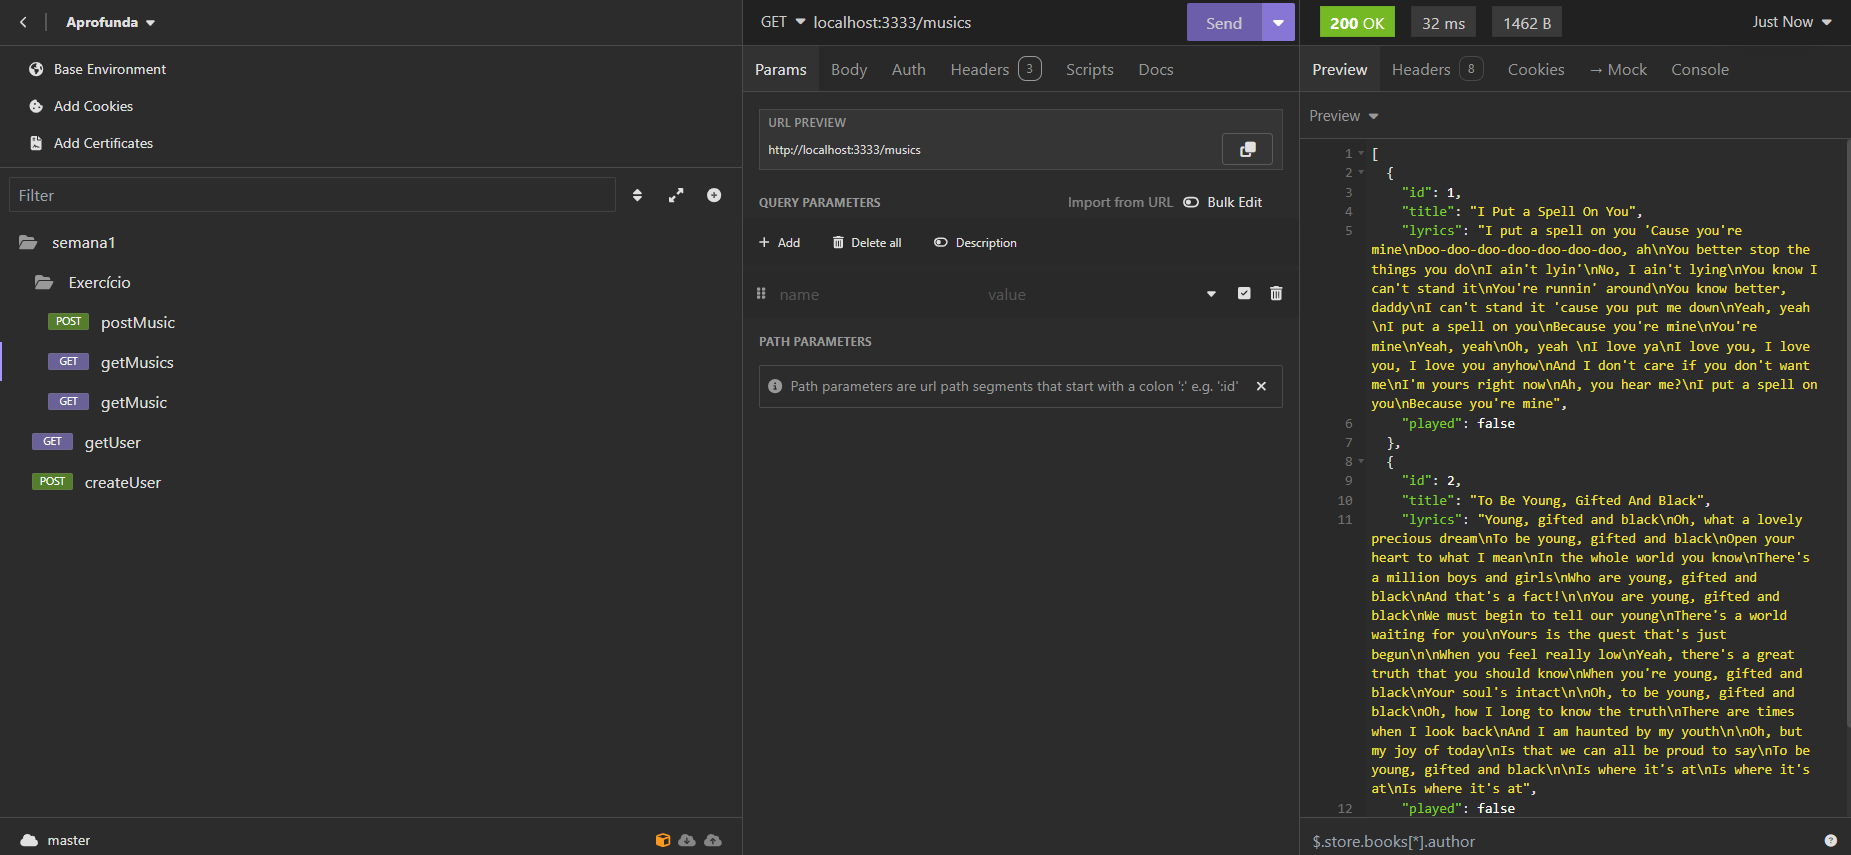 Aprofunda
Base Environment
Add Cookies
Add Certificates
Filter
semana1
Exercício
POST postMusic
GET getMusics
GET getMusic
GET getUser
POST createUser
master
GET localhost:3333/musics Send
Params Body Auth Headers 3 Scripts Docs
URL PREVIEW
http://localhost:3333/musics
QUERY PARAMETERS Import from URL Bulk Edit
Add Delete all Description
name value
PATH PARAMETERS
Path parameters are url path segments that start with a colon ':' e.g. ':id'
200 OK 32 ms 1462 B Just Now
Preview Headers 8 Cookies → Mock Console
Preview
1 [
2 {
3 "id": 1,
4 "title": "I Put a Spell On You",
5 "lyrics": "I put a spell on you 'Cause you're
mine\nDoo-doo-doo-doo-doo-doo-doo, ah\nYou better stop the
things you do\nI ain't lyin'\nNo, I ain't lying\nYou know I
can't stand it\nYou're runnin' around\nYou know better,
daddy\nI can't stand it 'cause you put me down\nYeah, yeah
\nI put a spell on you\nBecause you're mine\nYou're
mine\nYeah, yeah\nOh, yeah \nI love ya\nI love you, I love
you, I love you anyhow\nAnd I don't care if you don't want
me\nI'm yours right now\nAh, you hear me?\nI put a spell on
you\nBecause you're mine",
6 "played": false
7 },
8 {
9 "id": 2,
10 "title": "To Be Young, Gifted And Black",
11 "lyrics": "Young, gifted and black\nOh, what a lovely
precious dream\nTo be young, gifted and black\nOpen your
heart to what I mean\nIn the whole world you know\nThere's
a million boys and girls\nWho are young, gifted and
black\nAnd that's a fact!\n\nYou are young, gifted and
black\nWe must begin to tell our young\nThere's a world
waiting for you\nYours is the quest that's just
begun\n\nWhen you feel really low\nYeah, there's a great
truth that you should know\nWhen you're young, gifted and
black\nYour soul's intact\n\nOh, to be young, gifted and
black\nOh, how I long to know the truth\nThere are times
when I look back\nAnd I am haunted by my youth\n\nOh, but
my joy of today\nIs that we can all be proud to say\nTo be
young, gifted and black\n\nIs where it's at\nIs where it's
at\nIs where it's at",
12 "played": false
$.store.books[*].author